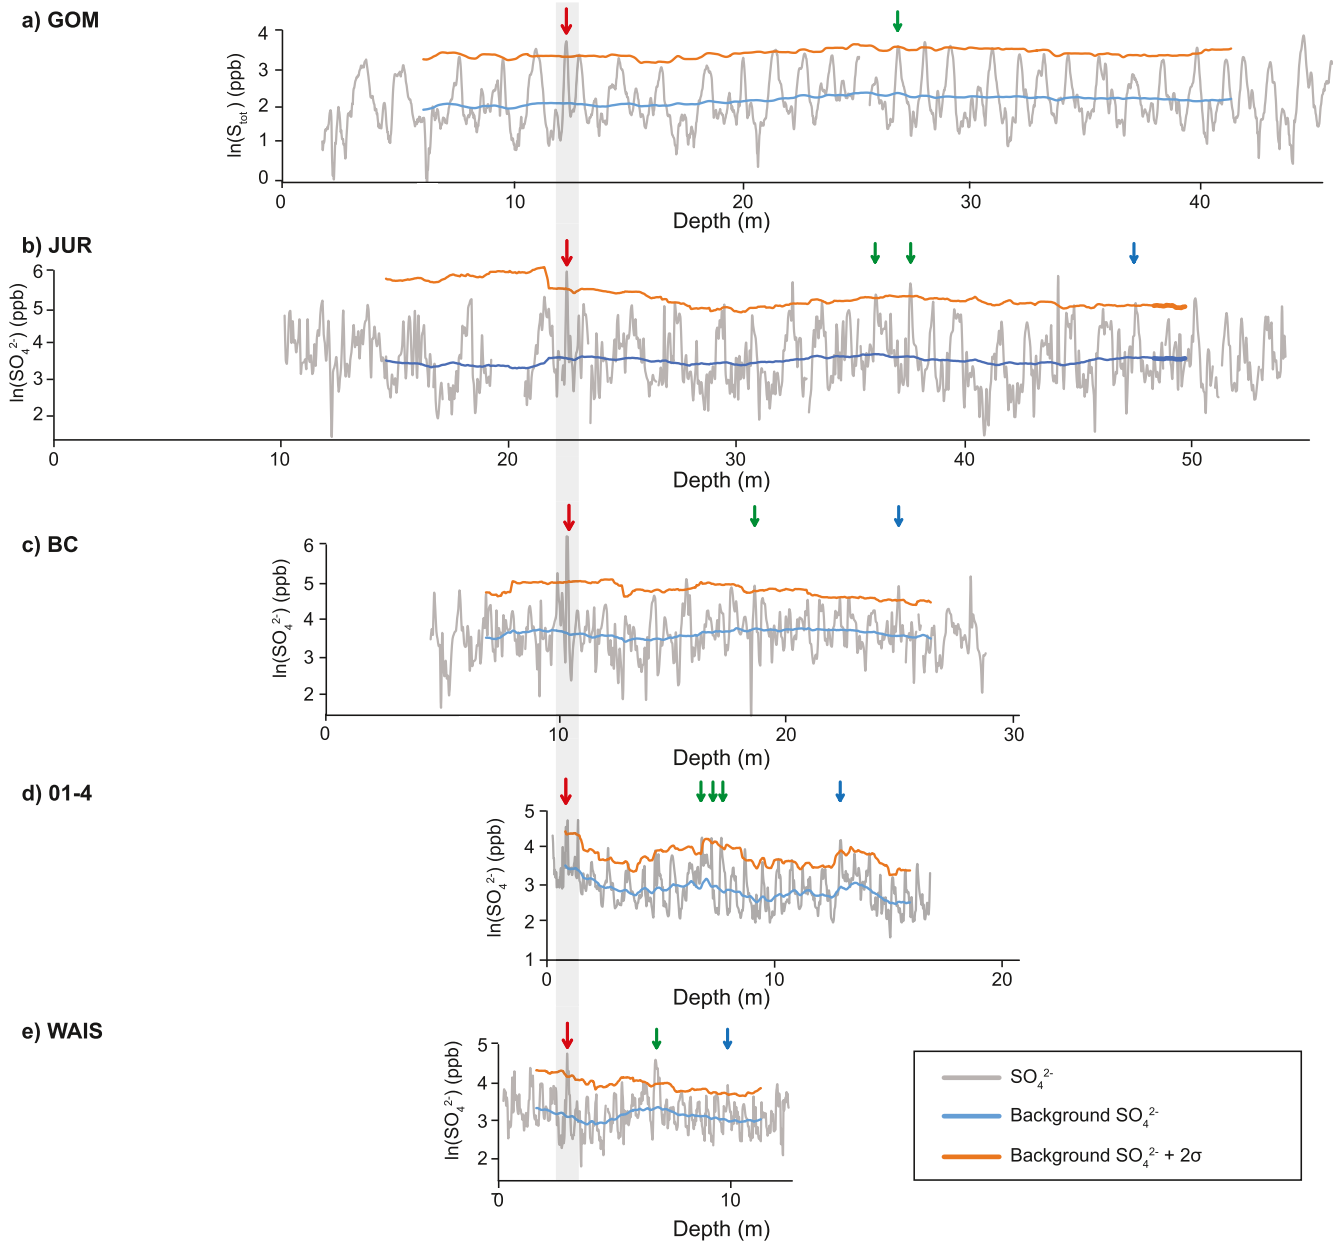 a) GOM
ln(S_tot) (ppb)
4
3
2
1
0
0 10 20 30 40
Depth (m)
b) JUR
ln(SO₄²⁻) (ppb)
6
5
4
3
2
0 10 20 30 40 50
Depth (m)
c) BC
ln(SO₄²⁻) (ppb)
6
5
4
3
2
0 10 20 30
Depth (m)
d) 01-4
ln(SO₄²⁻) (ppb)
5
4
3
2
1
0 10 20
Depth (m)
e) WAIS
ln(SO₄²⁻) (ppb)
5
4
3
2
0 10
Depth (m)
SO₄²⁻
Background SO₄²⁻
Background SO₄²⁻ + 2σ